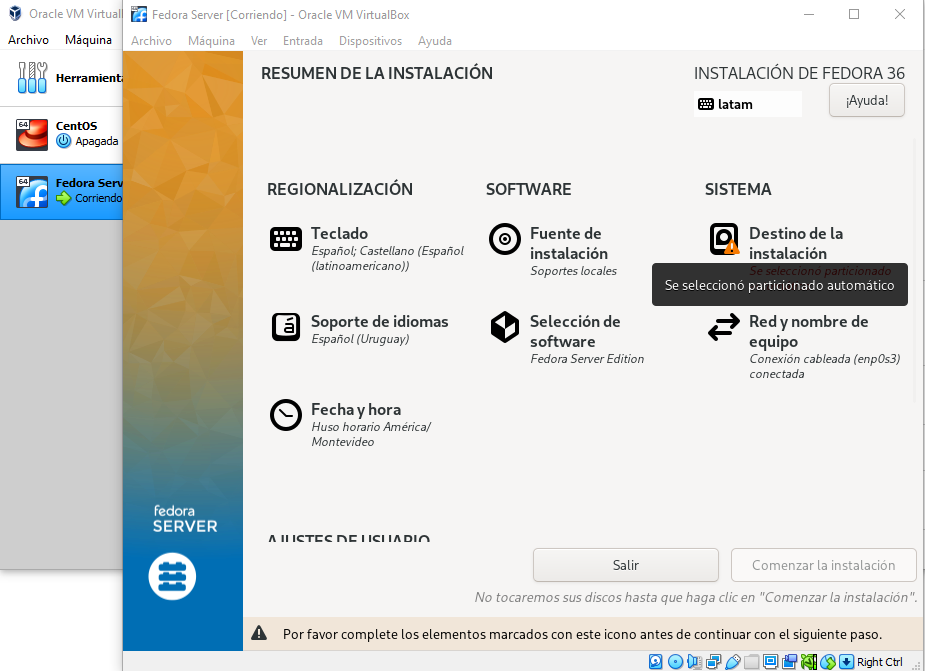 Oracle VM Virtual
Fedora Server [Corriendo] - Oracle VM VirtualBox
Archivo Máquina
Archivo Máquina Ver Entrada Dispositivos Ayuda
Herramienta
CentOS
Apagada
Fedora Serv
Corriendo
RESUMEN DE LA INSTALACIÓN
INSTALACIÓN DE FEDORA 36
latam
¡Ayuda!
REGIONALIZACIÓN
Teclado
Español; Castellano (Español
(latinoamericano))
Soporte de idiomas
Español (Uruguay)
Fecha y hora
Huso horario América/
Montevideo
SOFTWARE
Fuente de
instalación
Soportes locales
Selección de
software
Fedora Server Edition
SISTEMA
Destino de la
instalación
Se seleccionó particionado
Se seleccionó particionado automático
Red y nombre de
equipo
Conexión cableada (enp0s3)
conectada
AJUSTES DE USUARIO
fedora
SERVER
Salir
Comenzar la instalación
No tocaremos sus discos hasta que haga clic en "Comenzar la instalación".
Por favor complete los elementos marcados con este icono antes de continuar con el siguiente paso.
Right Ctrl